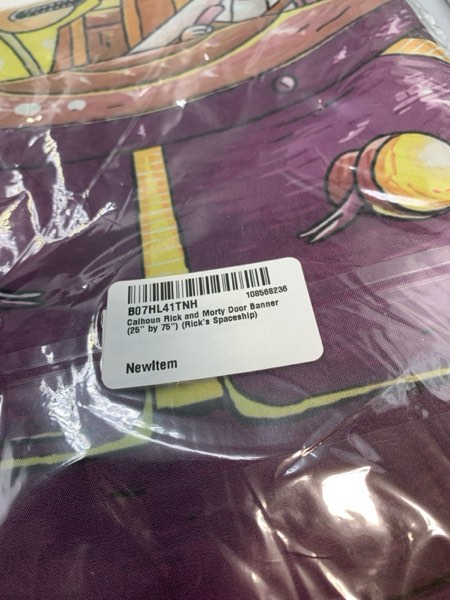 B07HL41TNH 108568236
Calhoun Rick and Morty Door Banner
(25" by 75") (Rick's Spaceship)
NewItem